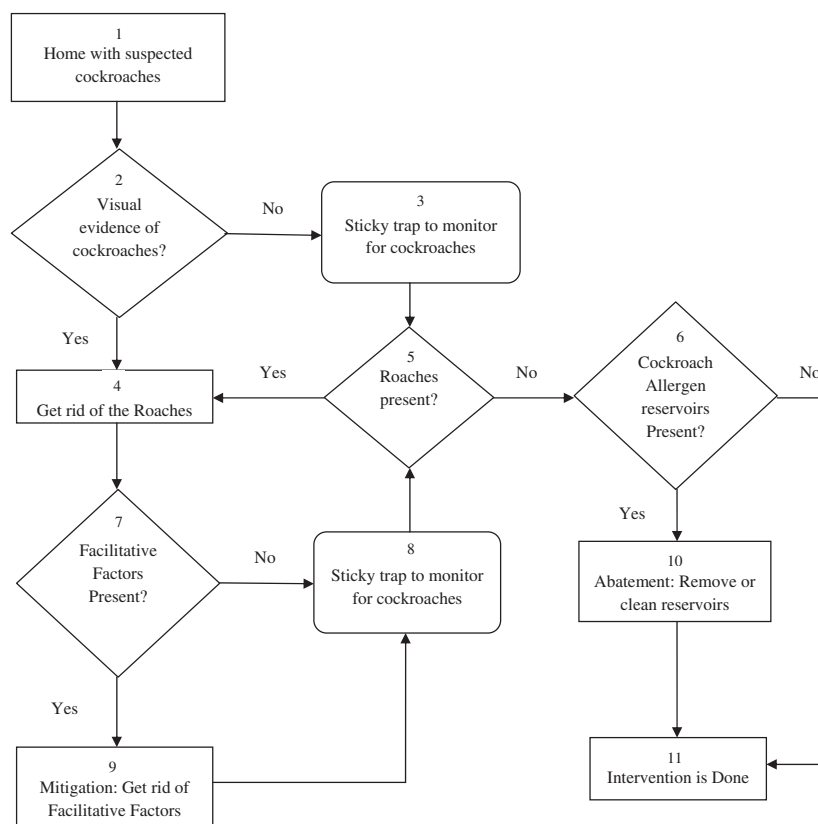 1
Home with suspected
cockroaches
2
Visual
evidence of
cockroaches?
No
3
Sticky trap to monitor
for cockroaches
Yes
4
Get rid of the Roaches
Yes
5
Roaches
present?
No
6
Cockroach
Allergen
reservoirs
Present?
No
7
Facilitative
Factors
Present?
No
8
Sticky trap to monitor
for cockroaches
Yes
10
Abatement: Remove or
clean reservoirs
Yes
9
Mitigation: Get rid of
Facilitative Factors
11
Intervention is Done